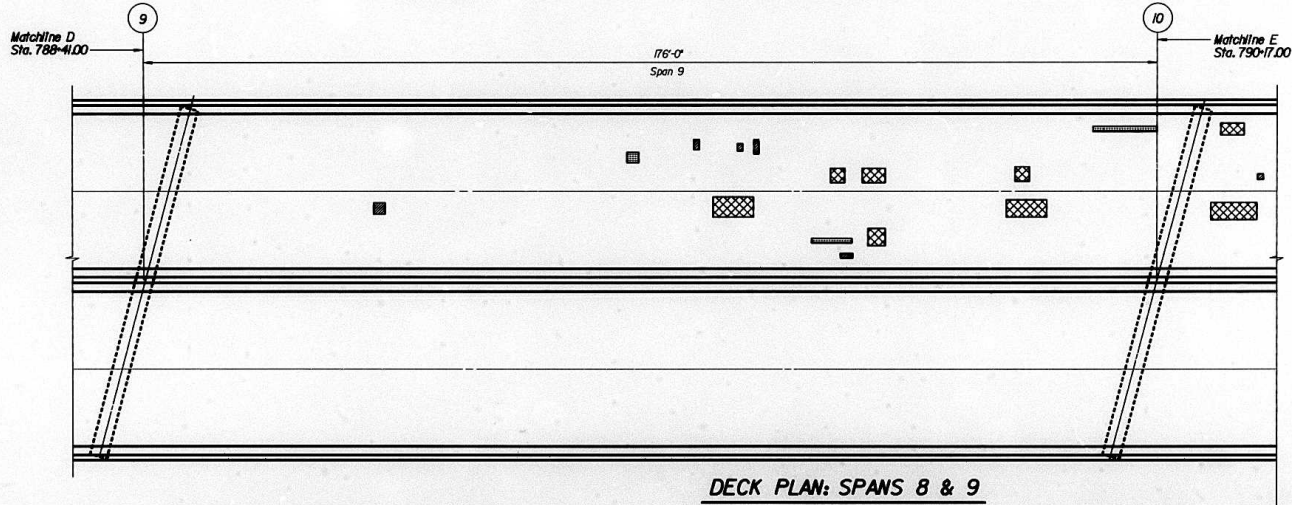 9
10
Matchline D
Sta. 788+41.00
Matchline E
Sta. 790+17.00
176'-0"
Span 9
DECK PLAN: SPANS 8 & 9